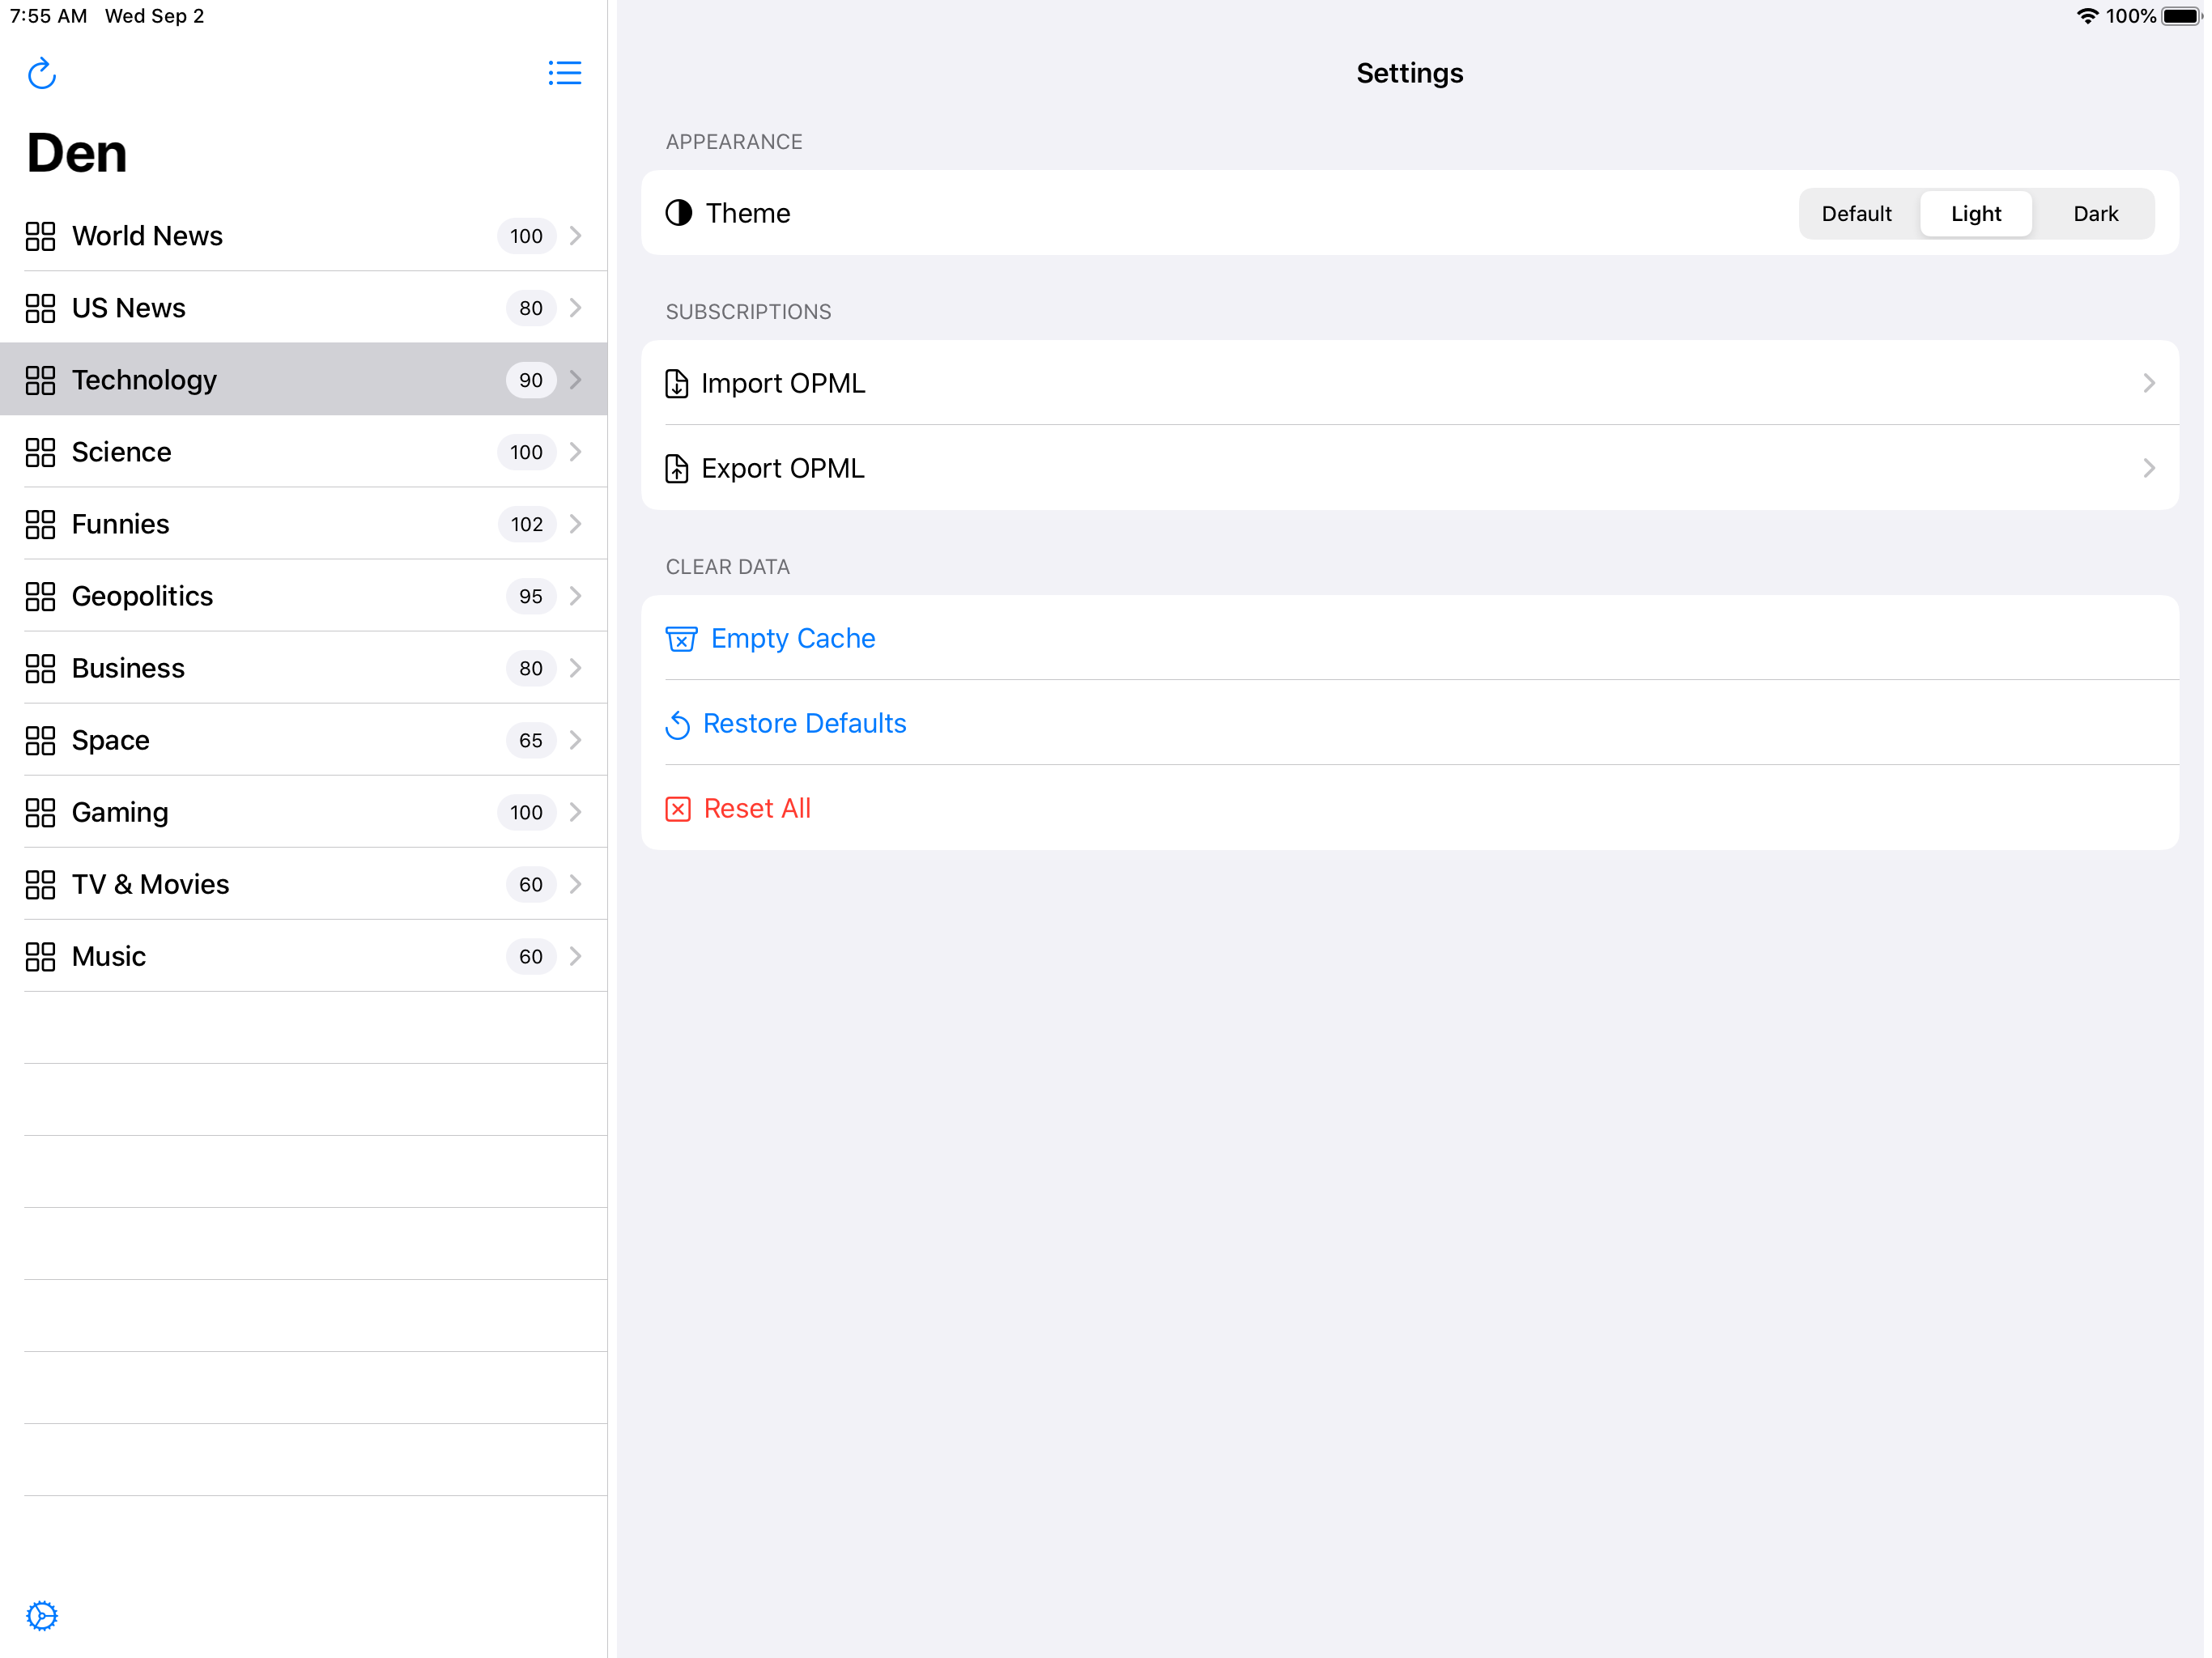 7:55 AM Wed Sep 2
100%
Den
World News 100
US News 80
Technology 90
Science 100
Funnies 102
Geopolitics 95
Business 80
Space 65
Gaming 100
TV & Movies 60
Music 60
Settings
APPEARANCE
Theme Default Light Dark
SUBSCRIPTIONS
Import OPML
Export OPML
CLEAR DATA
Empty Cache
Restore Defaults
Reset All